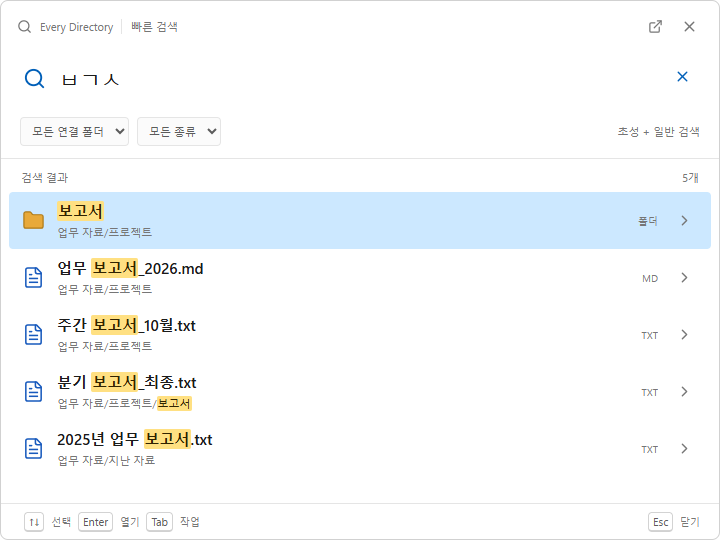 Every Directory 빠른 검색
ㅂㄱㅅ
모든 연결 폴더 모든 종류 초성 + 일반 검색
검색 결과 5개
보고서 폴더
업무 자료/프로젝트
업무 보고서_2026.md MD
업무 자료/프로젝트
주간 보고서_10월.txt TXT
업무 자료/프로젝트
분기 보고서_최종.txt TXT
업무 자료/프로젝트/보고서
2025년 업무 보고서.txt TXT
업무 자료/지난 자료
↑↓ 선택 Enter 열기 Tab 작업 Esc 닫기